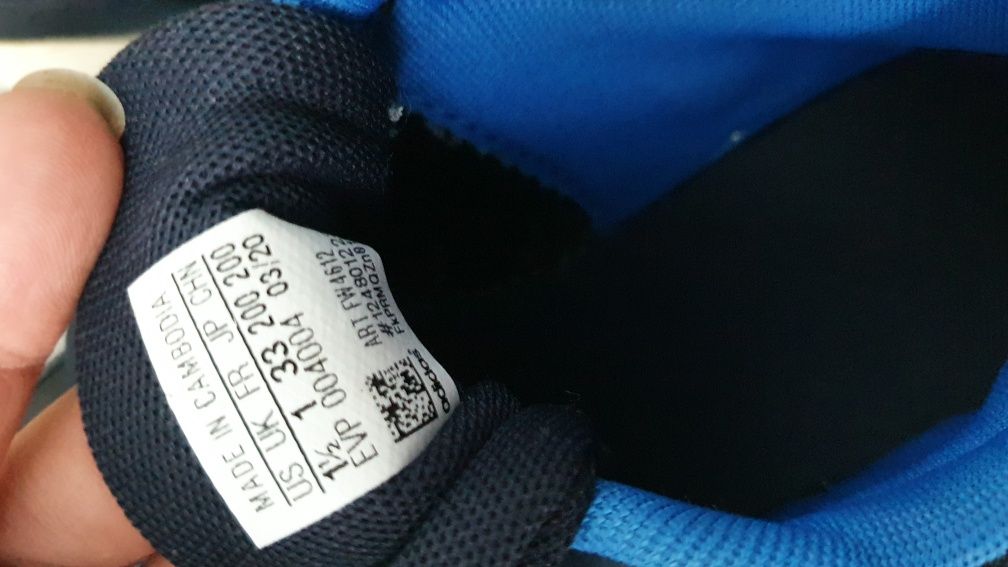 MADE IN CAMBODIA
US UK FR JP CHN
1½ 1 33 200 200
EVP 004004 03/20
ART FW4612
adidas